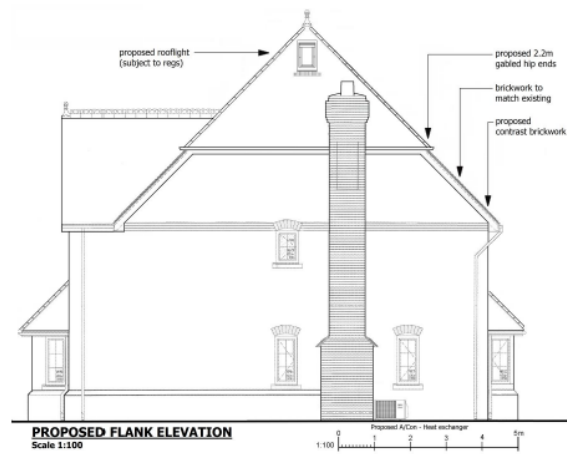 proposed rooflight
(subject to regs)
proposed 2.2m
gabled hip ends
brickwork to
match existing
proposed
contrast brickwork
PROPOSED FLANK ELEVATION
Scale 1:100
Proposed A/Con - Heat exchanger
1:100
0 1 2 3 4 5m